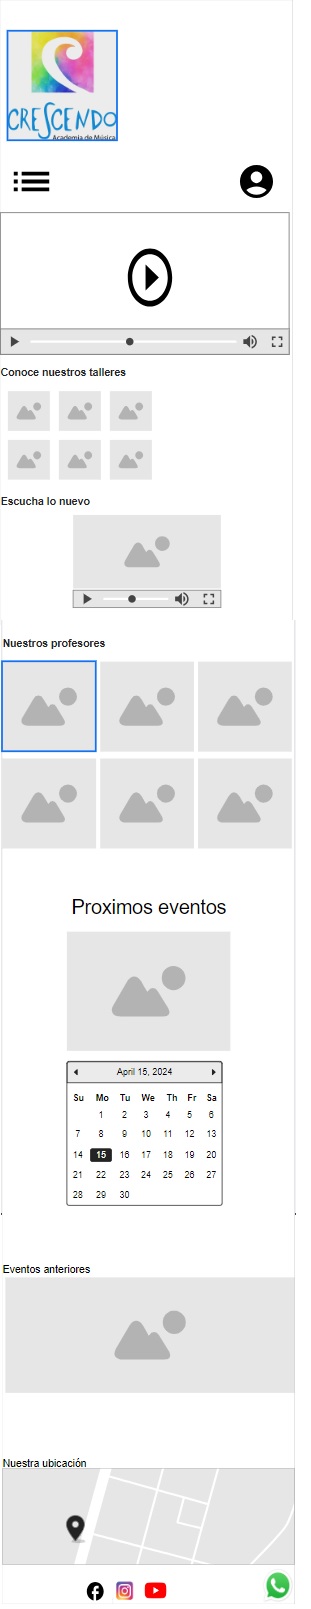 CRESCENDO
Academia de Música
Conoce nuestros talleres
Escucha lo nuevo
Nuestros profesores
Proximos eventos
April 15, 2024
Su Mo Tu We Th Fr Sa
1 2 3 4 5 6
7 8 9 10 11 12 13
14 15 16 17 18 19 20
21 22 23 24 25 26 27
28 29 30
Eventos anteriores
Nuestra ubicación